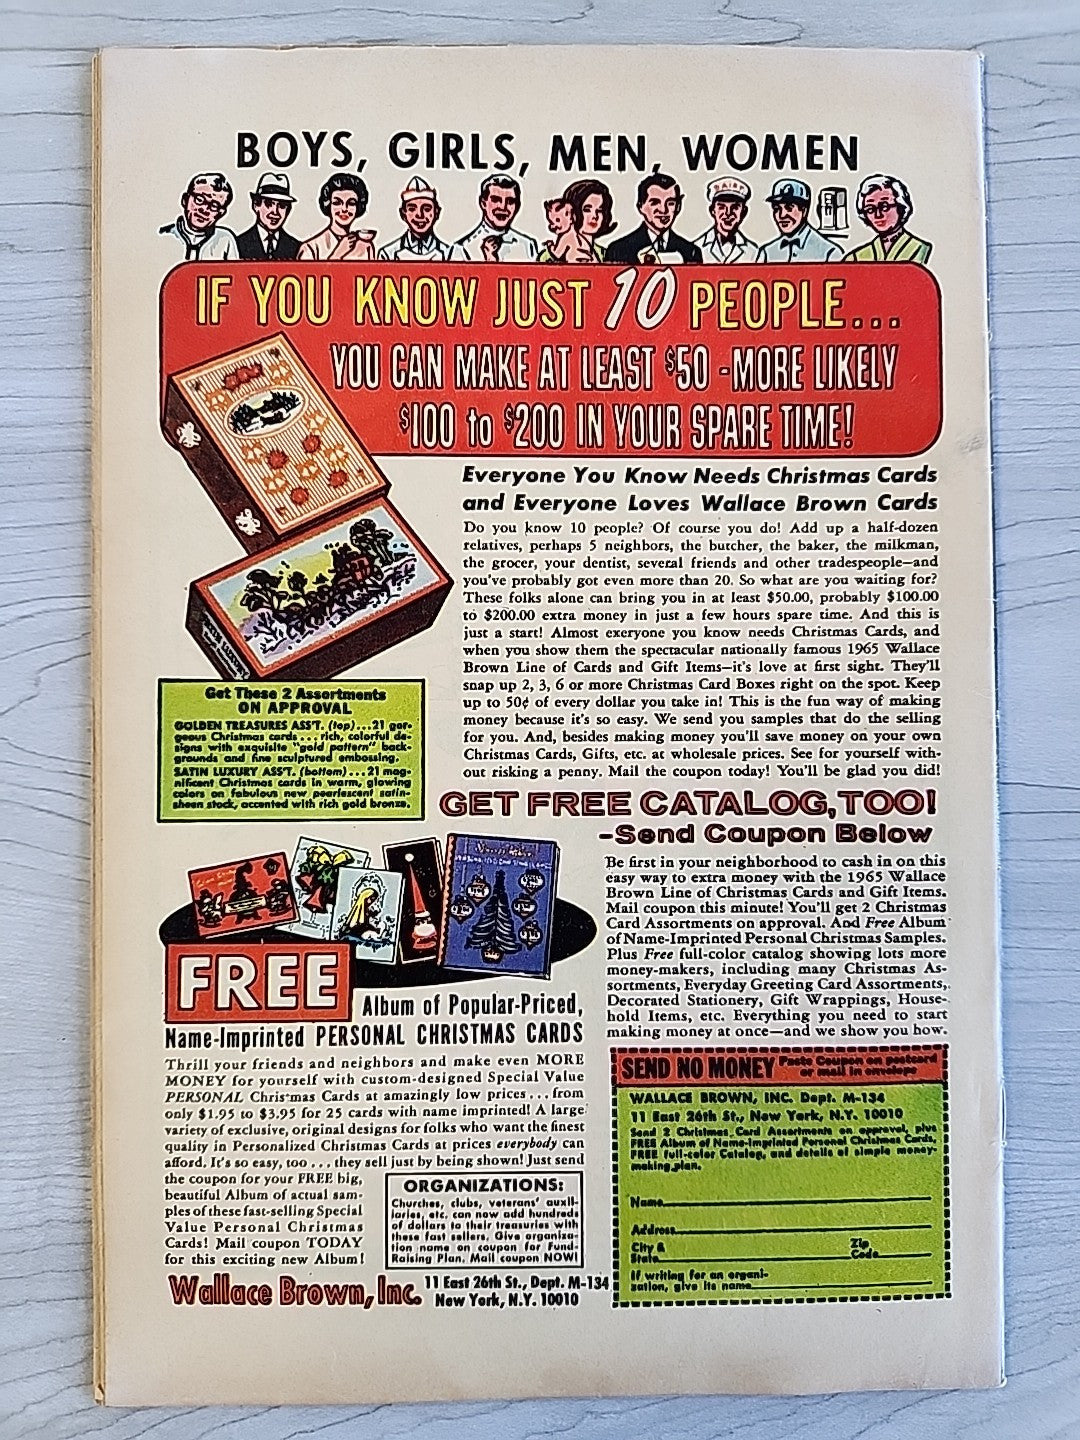 BOYS, GIRLS, MEN, WOMEN
DAIRY
IF YOU KNOW JUST 10 PEOPLE...
YOU CAN MAKE AT LEAST $50 - MORE LIKELY
$100 to $200 IN YOUR SPARE TIME!
Everyone You Know Needs Christmas Cards
and Everyone Loves Wallace Brown Cards
Do you know 10 people? Of course you do! Add up a half-dozen
relatives, perhaps 5 neighbors, the butcher, the baker, the milkman,
the grocer, your dentist, several friends and other tradespeople—and
you've probably got even more than 20. So what are you waiting for?
These folks alone can bring you in at least $50.00, probably $100.00
to $200.00 extra money in just a few hours spare time. And this is
just a start! Almost everyone you know needs Christmas Cards, and
when you show them the spectacular nationally famous 1965 Wallace
Brown Line of Cards and Gift Items—it's love at first sight. They'll
snap up 2, 3, 6 or more Christmas Card Boxes right on the spot. Keep
up to 50¢ of every dollar you take in! This is the fun way of making
money because it's so easy. We send you samples that do the selling
for you. And, besides making money you'll save money on your own
Christmas Cards, Gifts, etc. at wholesale prices. See for yourself with-
out risking a penny. Mail the coupon today! You'll be glad you did!
SATIN LUXURY
Get These 2 Assortments
ON APPROVAL
GOLDEN TREASURES ASS'T. (top)...21 gor-
geous Christmas cards...rich, colorful de-
signs with exquisite "gold pattern" back-
grounds and fine sculptured embossing.
SATIN LUXURY ASS'T. (bottom)...21 mag-
nificent Christmas cards in warm, glowing
colors on fabulous new pearlescent satin-
sheen stock, accented with rich gold bronze.
GET FREE CATALOG, TOO!
-Send Coupon Below
Be first in your neighborhood to cash in on this
easy way to extra money with the 1965 Wallace
Brown Line of Christmas Cards and Gift Items.
Mail coupon this minute! You'll get 2 Christmas
Card Assortments on approval. And Free Album
of Name-Imprinted Personal Christmas Samples.
Plus Free full-color catalog showing lots more
money-makers, including many Christmas As-
sortments, Everyday Greeting Card Assortments,
Decorated Stationery, Gift Wrappings, House-
hold Items, etc. Everything you need to start
making money at once—and we show you how.
FREE
Album of Popular-Priced,
Name-Imprinted PERSONAL CHRISTMAS CARDS
Thrill your friends and neighbors and make even MORE
MONEY for yourself with custom-designed Special Value
PERSONAL Christmas Cards at amazingly low prices...from
only $1.95 to $3.95 for 25 cards with name imprinted! A large
variety of exclusive, original designs for folks who want the finest
quality in Personalized Christmas Cards at prices everybody can
afford. It's so easy, too...they sell just by being shown! Just send
the coupon for your FREE big,
beautiful Album of actual sam-
ples of these fast-selling Special
Value Personal Christmas
Cards! Mail coupon TODAY
for this exciting new Album!
ORGANIZATIONS:
Churches, clubs, veterans' auxil-
iaries, etc. can now add hundreds
of dollars to their treasuries with
these fast sellers. Give organiza-
tion name on coupon for Fund-
Raising Plan. Mail coupon NOW!
Wallace Brown, Inc. 11 East 26th St., Dept. M-134
New York, N.Y. 10010
SEND NO MONEY Paste Coupon on postcard
or mail in envelope
WALLACE BROWN, INC. Dept. M-134
11 East 26th St., New York, N.Y. 10010
Send 2 Christmas Card Assortments on approval, plus
FREE Album of Name-Imprinted Personal Christmas Cards,
FREE full-color Catalog, and details of simple money-
making plan.
Name
Address
City & State Zip Code
If writing for an organi-
zation, give its name